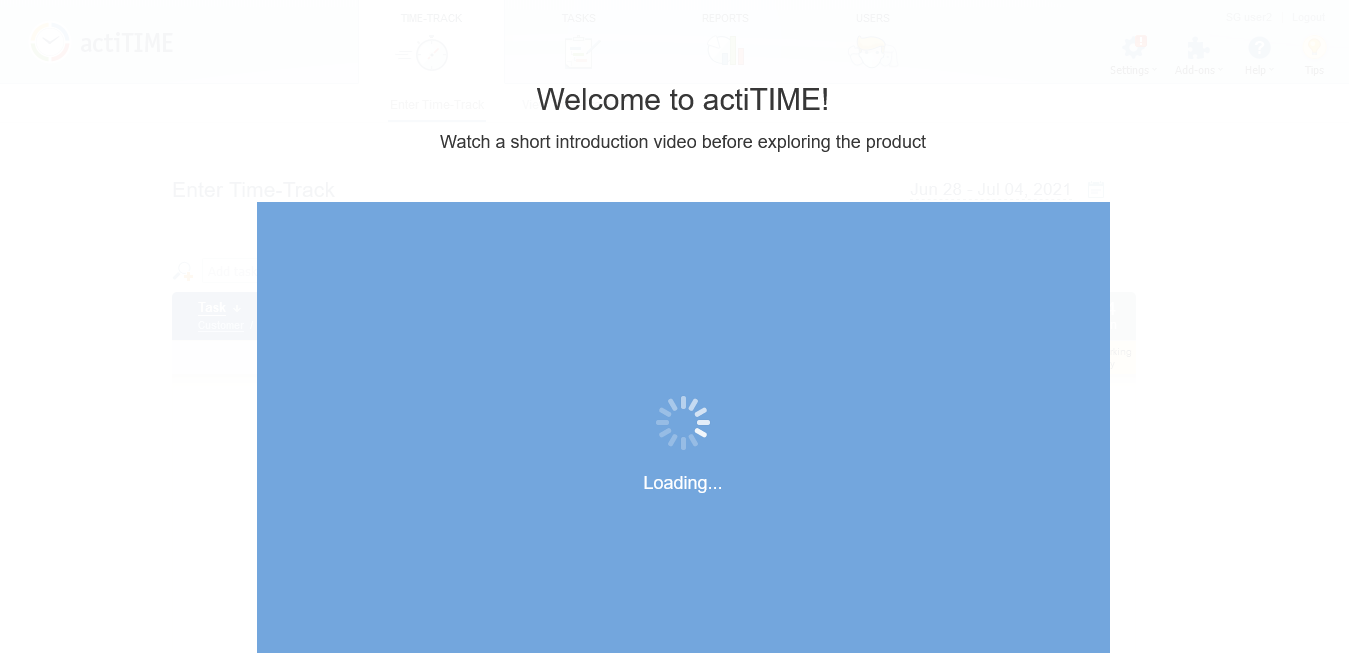 actiTIME
TIME-TRACK
TASKS
REPORTS
USERS
Logout
Settings
Add-ons
Help
Tips
Enter Time-Track
Welcome to actiTIME!
Watch a short introduction video before exploring the product
Enter Time-Track
Jun 28 - Jul 04, 2021
Task
Customer
Loading...